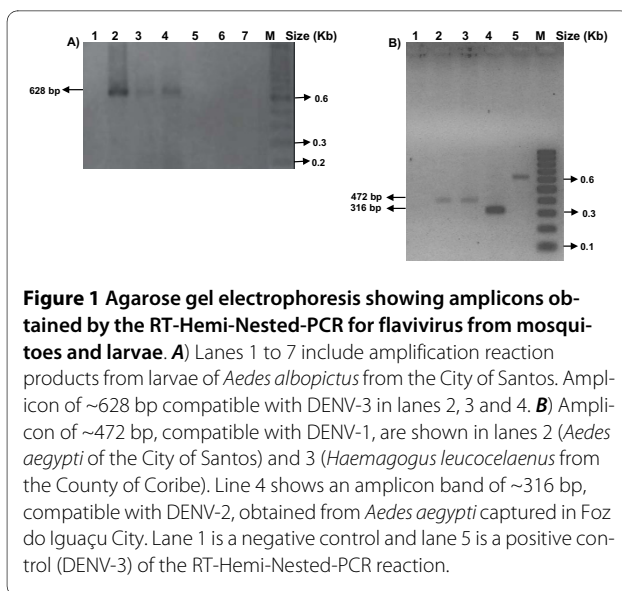 A) 1 2 3 4 5 6 7 M Size (Kb)
628 bp
0.6
0.3
0.2
B) 1 2 3 4 5 M Size (Kb)
472 bp
316 bp
0.6
0.3
0.1
Figure 1 Agarose gel electrophoresis showing amplicons ob-
tained by the RT-Hemi-Nested-PCR for flavivirus from mosqui-
toes and larvae. A) Lanes 1 to 7 include amplification reaction
products from larvae of Aedes albopictus from the City of Santos. Ampl-
icon of ~628 bp compatible with DENV-3 in lanes 2, 3 and 4. B) Ampli-
con of ~472 bp, compatible with DENV-1, are shown in lanes 2 (Aedes
aegypti of the City of Santos) and 3 (Haemagogus leucocelaenus from
the County of Coribe). Line 4 shows an amplicon band of ~316 bp,
compatible with DENV-2, obtained from Aedes aegypti captured in Foz
do Iguaçu City. Lane 1 is a negative control and lane 5 is a positive con-
trol (DENV-3) of the RT-Hemi-Nested-PCR reaction.